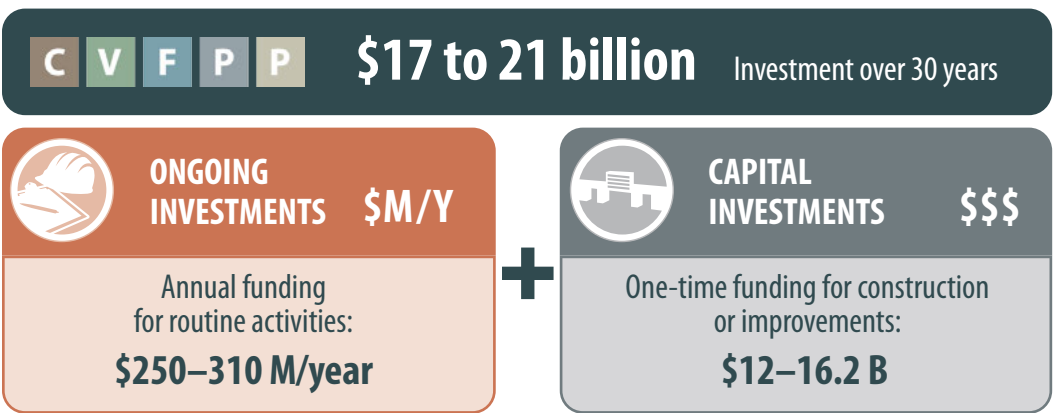 C V F P P $17 to 21 billion Investment over 30 years
ONGOING
INVESTMENTS $M/Y
Annual funding
for routine activities:
$250–310 M/year
+
CAPITAL
INVESTMENTS $$$
One-time funding for construction
or improvements:
$12–16.2 B